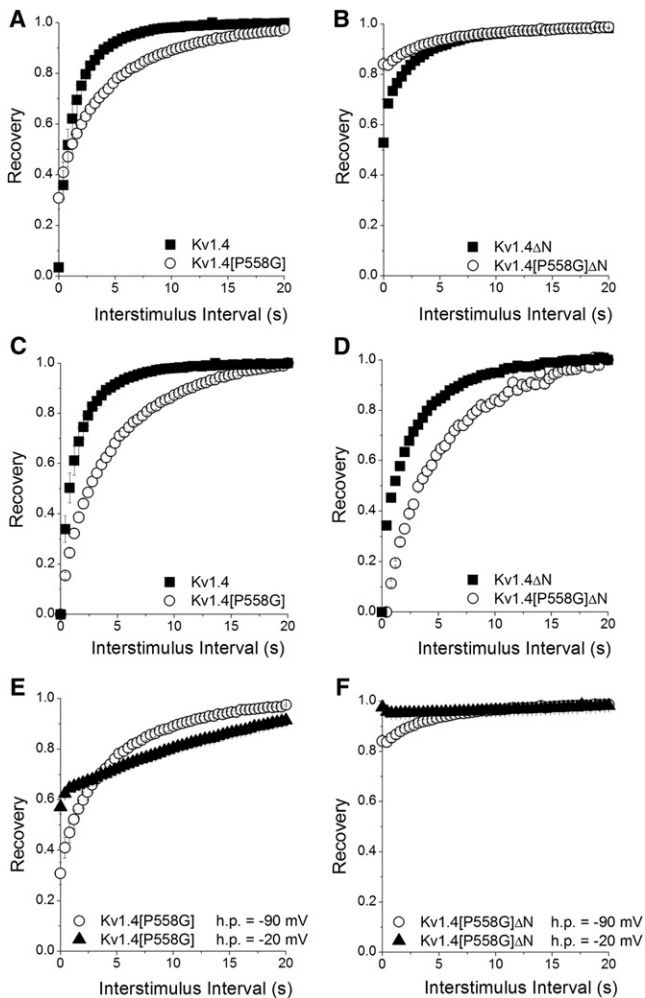 A
Recovery
1.0
0.8
0.6
0.4
0.2
0.0
■ Kv1.4
○ Kv1.4[P558G]
0 5 10 15 20
Interstimulus Interval (s)
B
Recovery
1.0
0.8
0.6
0.4
0.2
0.0
■ Kv1.4ΔN
○ Kv1.4[P558G]ΔN
0 5 10 15 20
Interstimulus Interval (s)
C
Recovery
1.0
0.8
0.6
0.4
0.2
0.0
■ Kv1.4
○ Kv1.4[P558G]
0 5 10 15 20
Interstimulus Interval (s)
D
Recovery
1.0
0.8
0.6
0.4
0.2
0.0
■ Kv1.4ΔN
○ Kv1.4[P558G]ΔN
0 5 10 15 20
Interstimulus Interval (s)
E
Recovery
1.0
0.8
0.6
0.4
0.2
0.0
○ Kv1.4[P558G] h.p. = -90 mV
▲ Kv1.4[P558G] h.p. = -20 mV
0 5 10 15 20
Interstimulus Interval (s)
F
Recovery
1.0
0.8
0.6
0.4
0.2
0.0
○ Kv1.4[P558G]ΔN h.p. = -90 mV
▲ Kv1.4[P558G]ΔN h.p. = -20 mV
0 5 10 15 20
Interstimulus Interval (s)